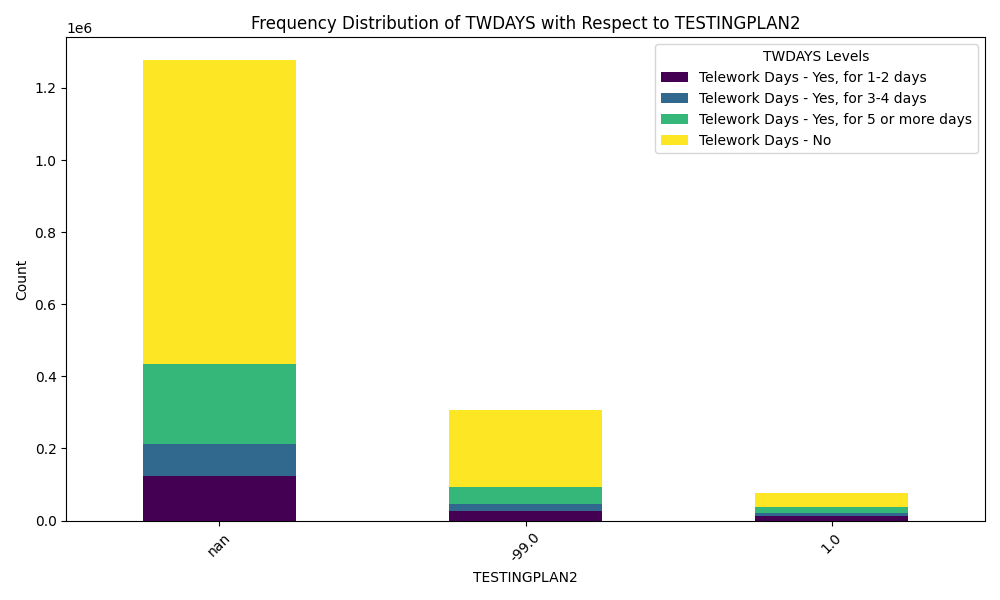 Frequency Distribution of TWDAYS with Respect to TESTINGPLAN2
1e6
TWDAYS Levels
Telework Days - Yes, for 1-2 days
Telework Days - Yes, for 3-4 days
Telework Days - Yes, for 5 or more days
Telework Days - No
1.2
1.0
0.8
0.6
0.4
0.2
0.0
Count
nan
-99.0
1.0
TESTINGPLAN2